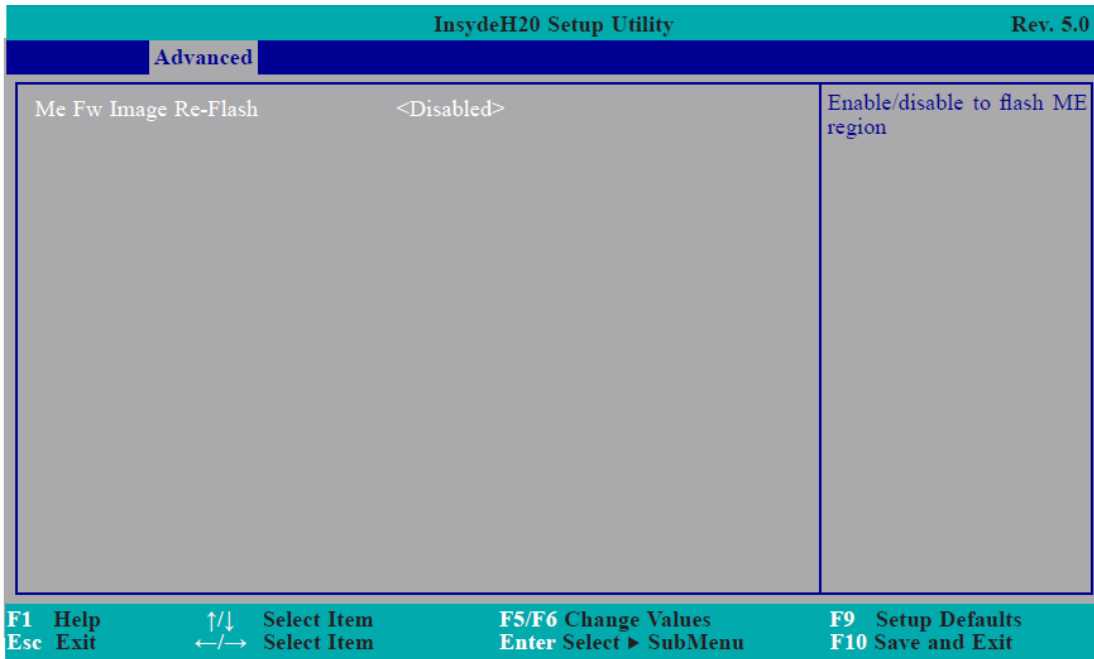 InsydeH20 Setup Utility Rev. 5.0
Advanced
Me Fw Image Re-Flash <Disabled>
Enable/disable to flash ME
region
F1 Help ↑/↓ Select Item F5/F6 Change Values F9 Setup Defaults
Esc Exit ←/→ Select Item Enter Select ▶ SubMenu F10 Save and Exit